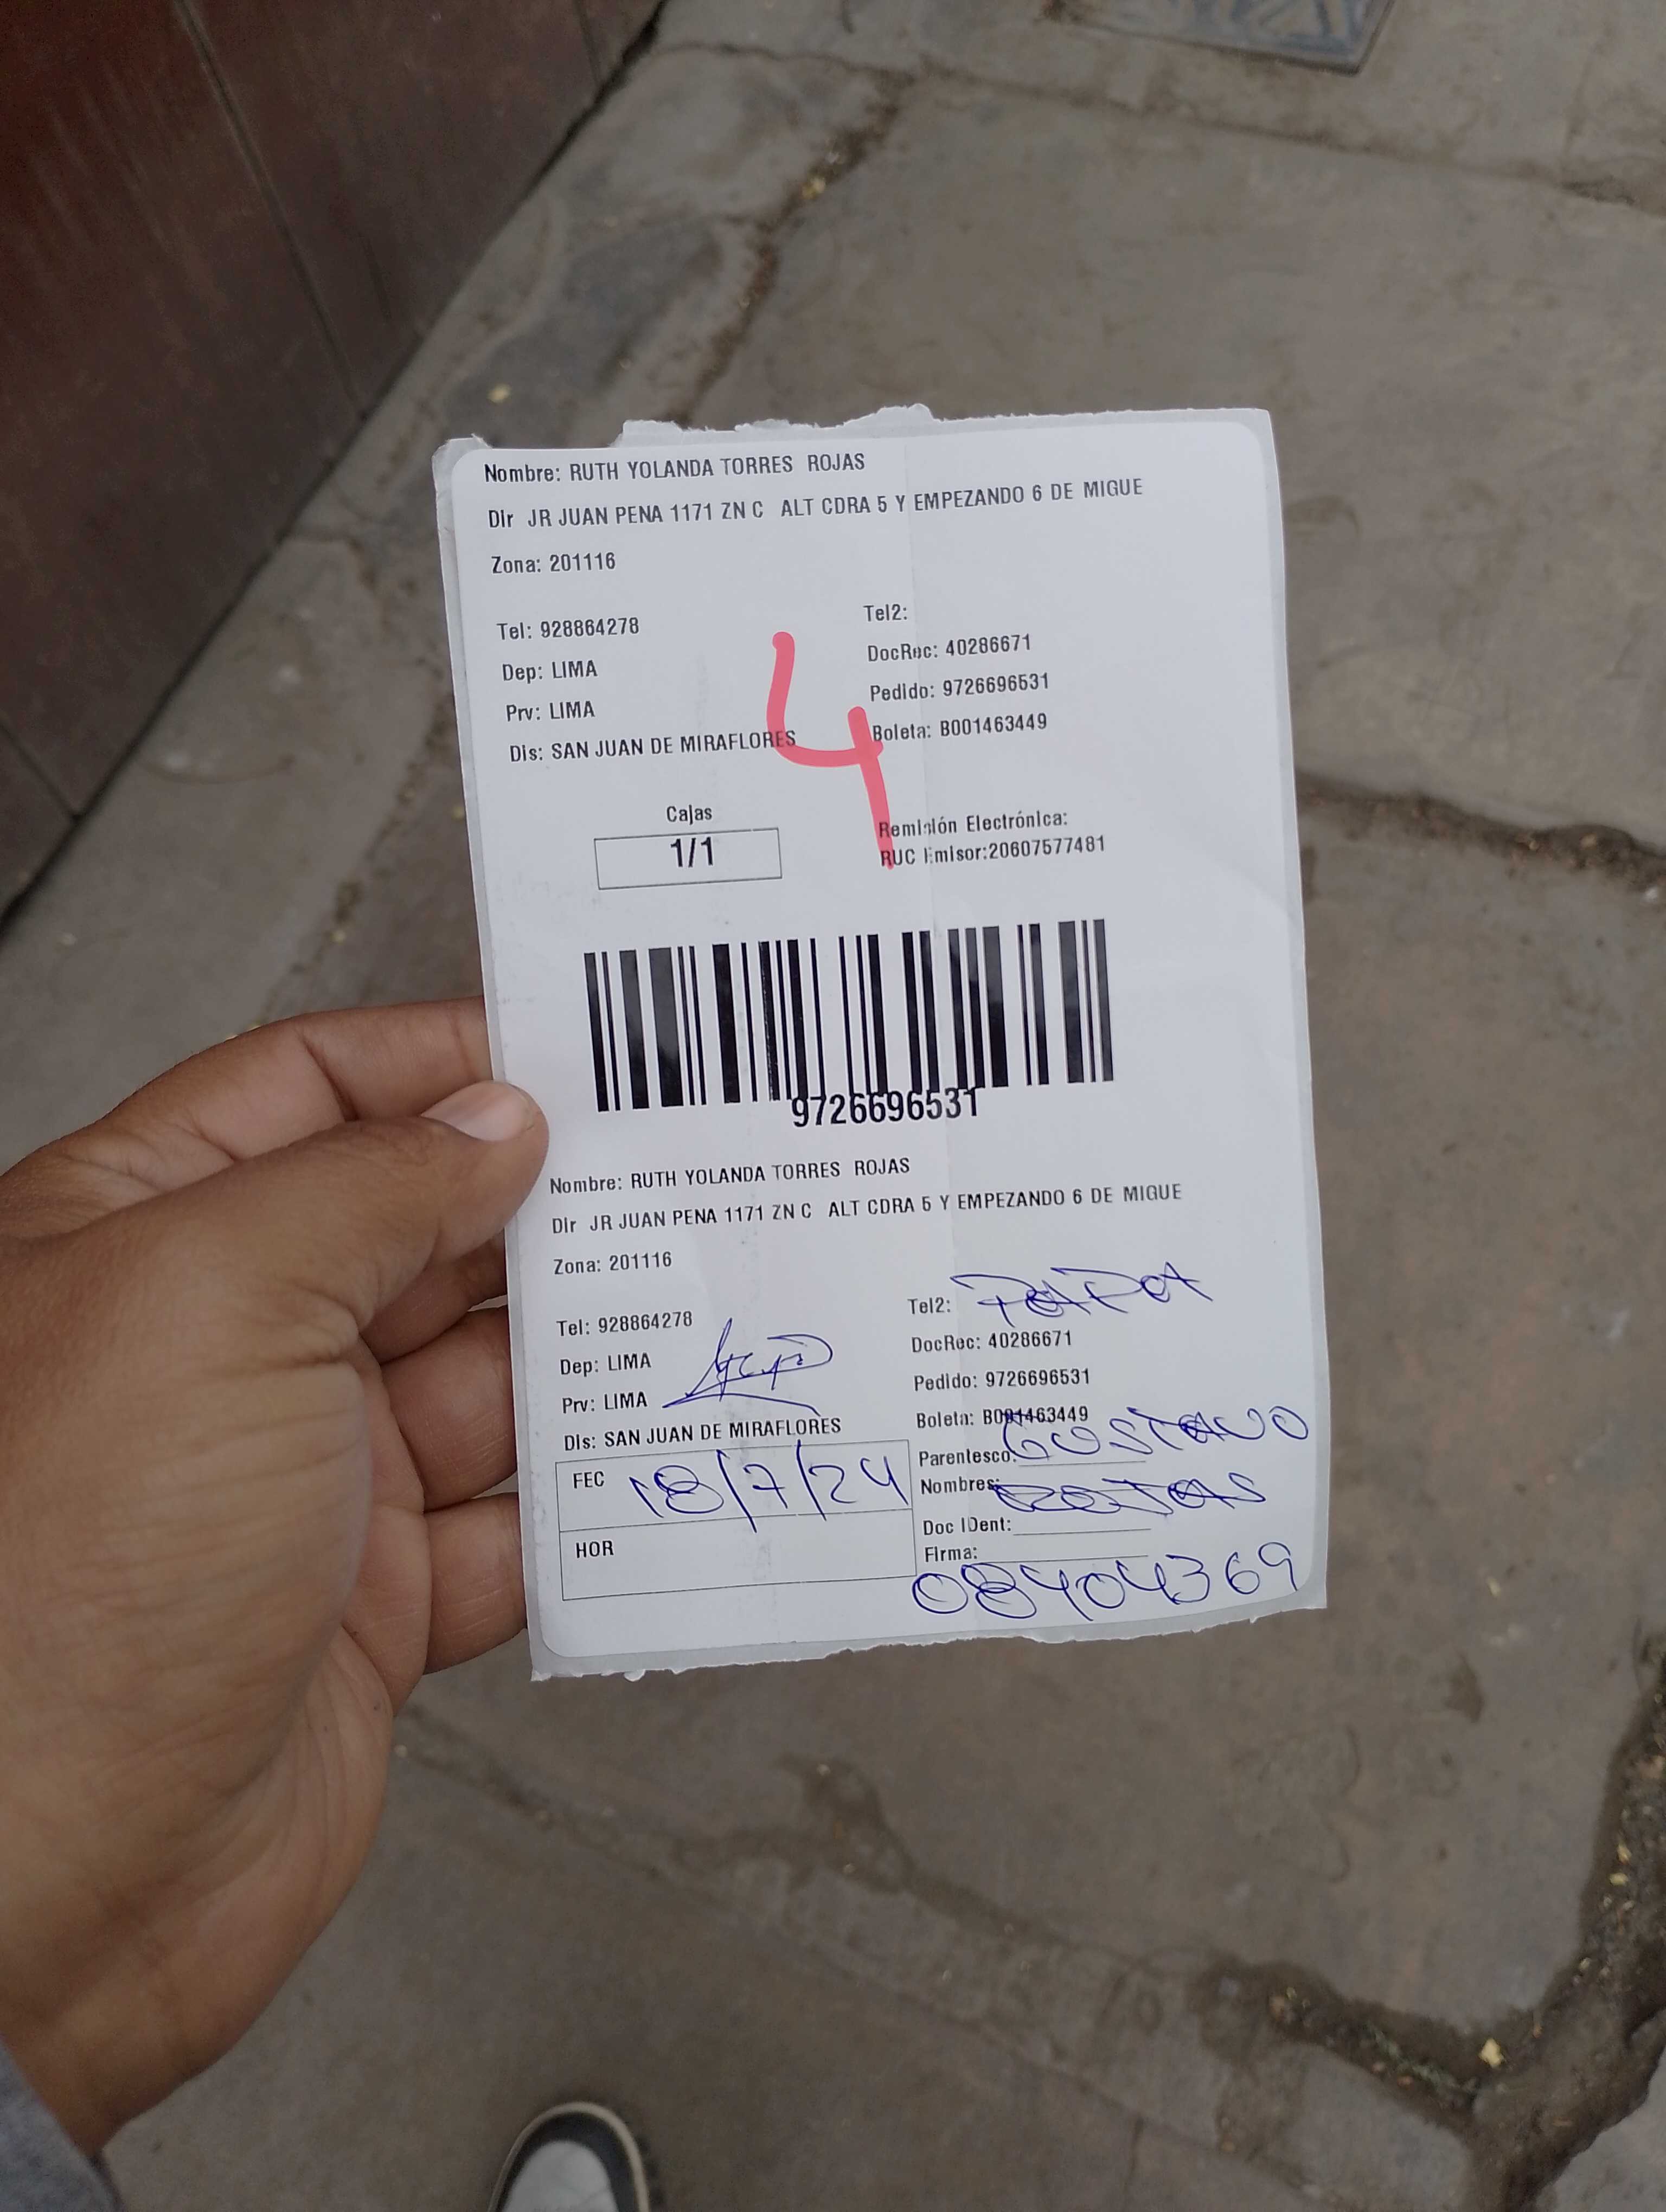 Nombre: RUTH YOLANDA TORRES ROJAS
Dir JR JUAN PENA 1171 ZN C ALT CDRA 5 Y EMPEZANDO 6 DE MIGUE
Zona: 201116
Tel: 928864278
Dep: LIMA
Prv: LIMA
Dis: SAN JUAN DE MIRAFLORES
Tel2:
DocRec: 40286671
Pedido: 9726696531
Boleta: B001463449
4
Cajas
1/1
Remisión Electrónica:
RUC Emisor:20607577481
9726696531
Nombre: RUTH YOLANDA TORRES ROJAS
Dir JR JUAN PENA 1171 ZN C ALT CDRA 5 Y EMPEZANDO 6 DE MIGUE
Zona: 201116
Tel: 928864278
Dep: LIMA
Prv: LIMA
Dis: SAN JUAN DE MIRAFLORES
FEC 18/7/24
HOR
Tel2: PAPA
DocRec: 40286671
Pedido: 9726696531
Boleta: B001463449
Parentesco: GUSTAVO
Nombres: ROJAS
Doc IDent:
Firma:
08404369